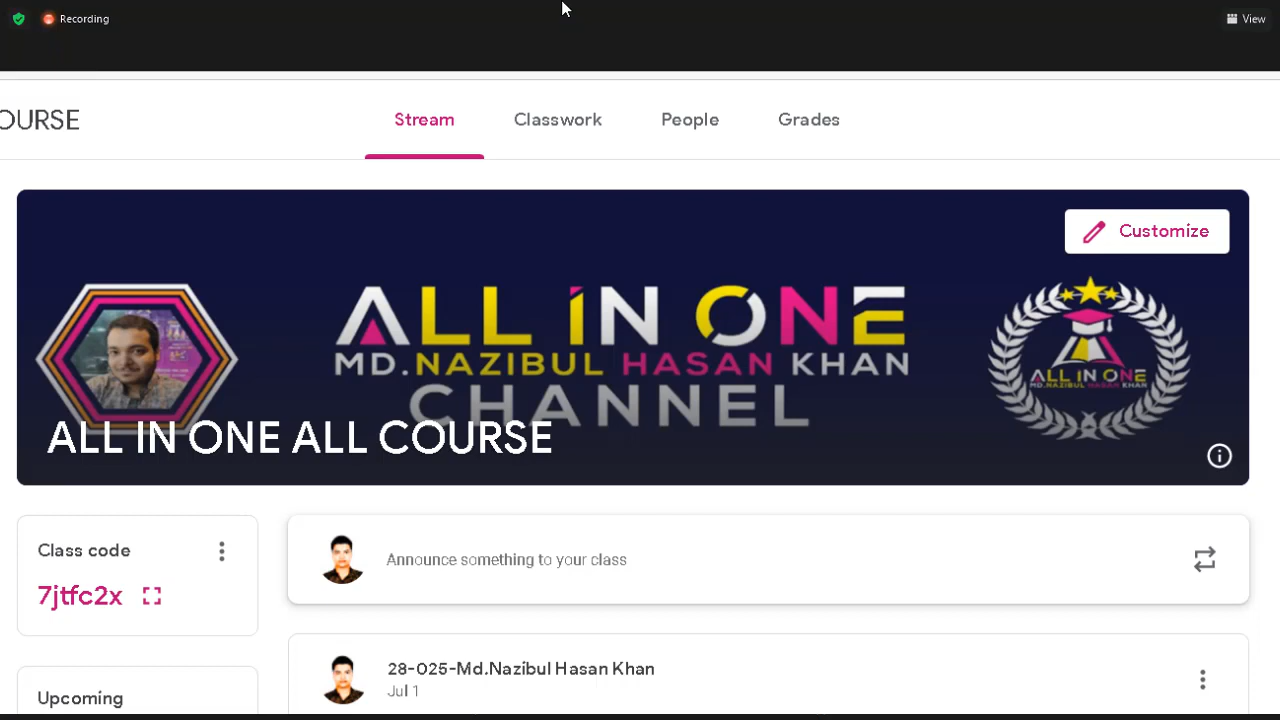 Recording
View
OURSE
Stream
Classwork
People
Grades
Customize
ALL IN ONE
MD.NAZIBUL HASAN KHAN
CHANNEL
ALL IN ONE
MD.NAZIBUL HASAN KHAN
ALL IN ONE ALL COURSE
Class code
7jtfc2x
Announce something to your class
28-025-Md.Nazibul Hasan Khan
Jul 1
Upcoming